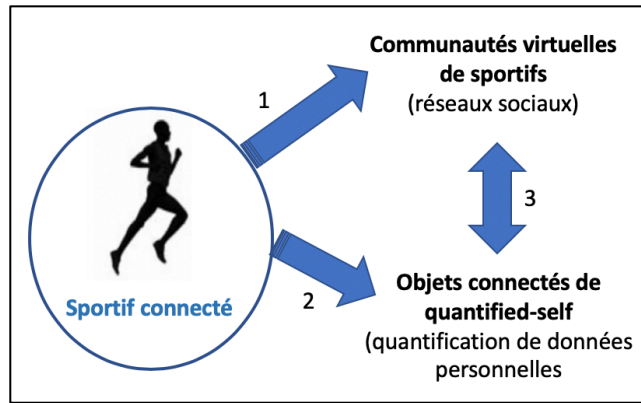 Communautés virtuelles
de sportifs
(réseaux sociaux)
1
3
Sportif connecté
2
Objets connectés de
quantified-self
(quantification de données
personnelles